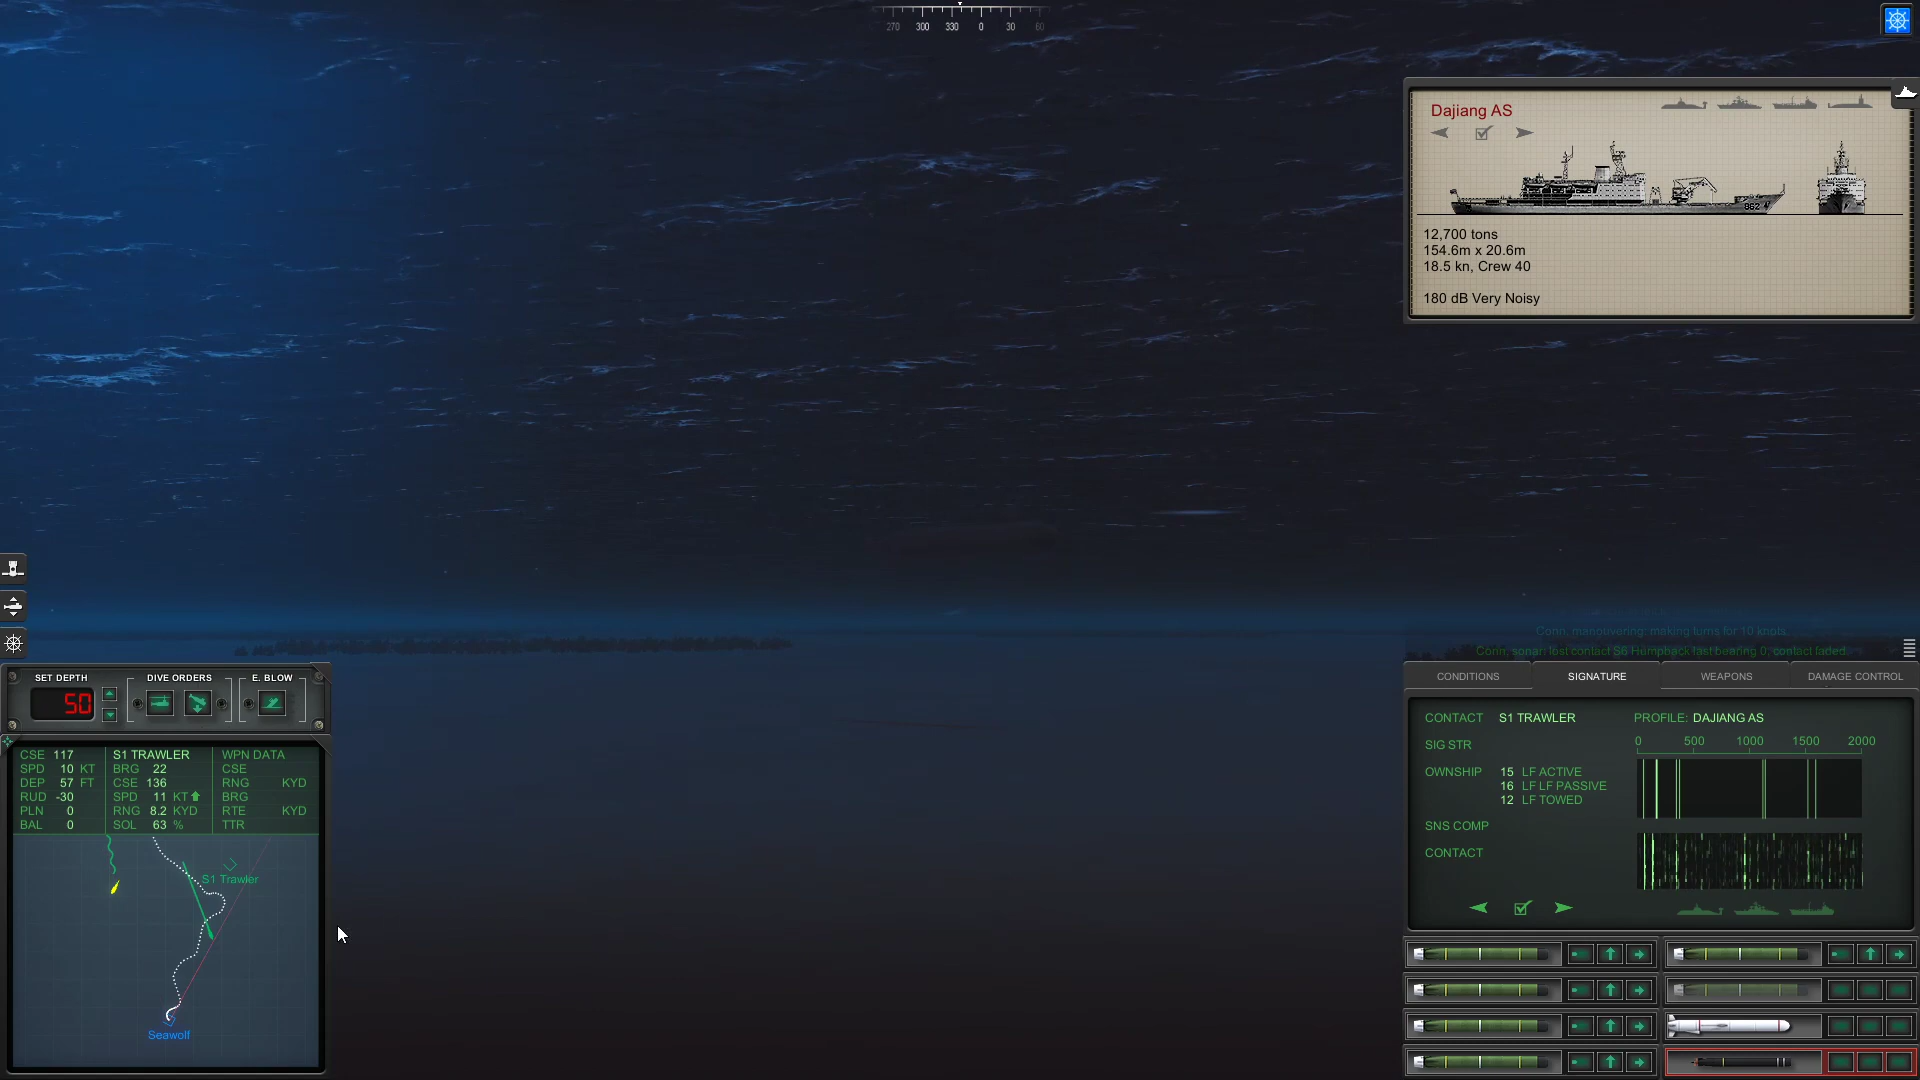 270 300 330 0 30 60
Dajiang AS
862
12,700 tons
154.6m x 20.6m
18.5 kn, Crew 40
180 dB Very Noisy
Conn, manouvering: making turns for 10 knots.
Conn, sonar: lost contact S6 Humpback last bearing 0, contact faded.
SET DEPTH DIVE ORDERS E. BLOW
50
CSE 117
SPD 10 KT
DEP 57 FT
RUD -30
PLN 0
BAL 0
S1 TRAWLER
BRG 22
CSE 136
SPD 11 KT
RNG 8.2 KYD
SOL 63 %
WPN DATA
CSE
RNG KYD
BRG
RTE KYD
TTR
S1 Trawler
Seawolf
CONDITIONS SIGNATURE WEAPONS DAMAGE CONTROL
CONTACT S1 TRAWLER PROFILE: DAJIANG AS
0 500 1000 1500 2000
SIG STR
OWNSHIP 15 LF ACTIVE
16 LF LF PASSIVE
12 LF TOWED
SNS COMP
CONTACT